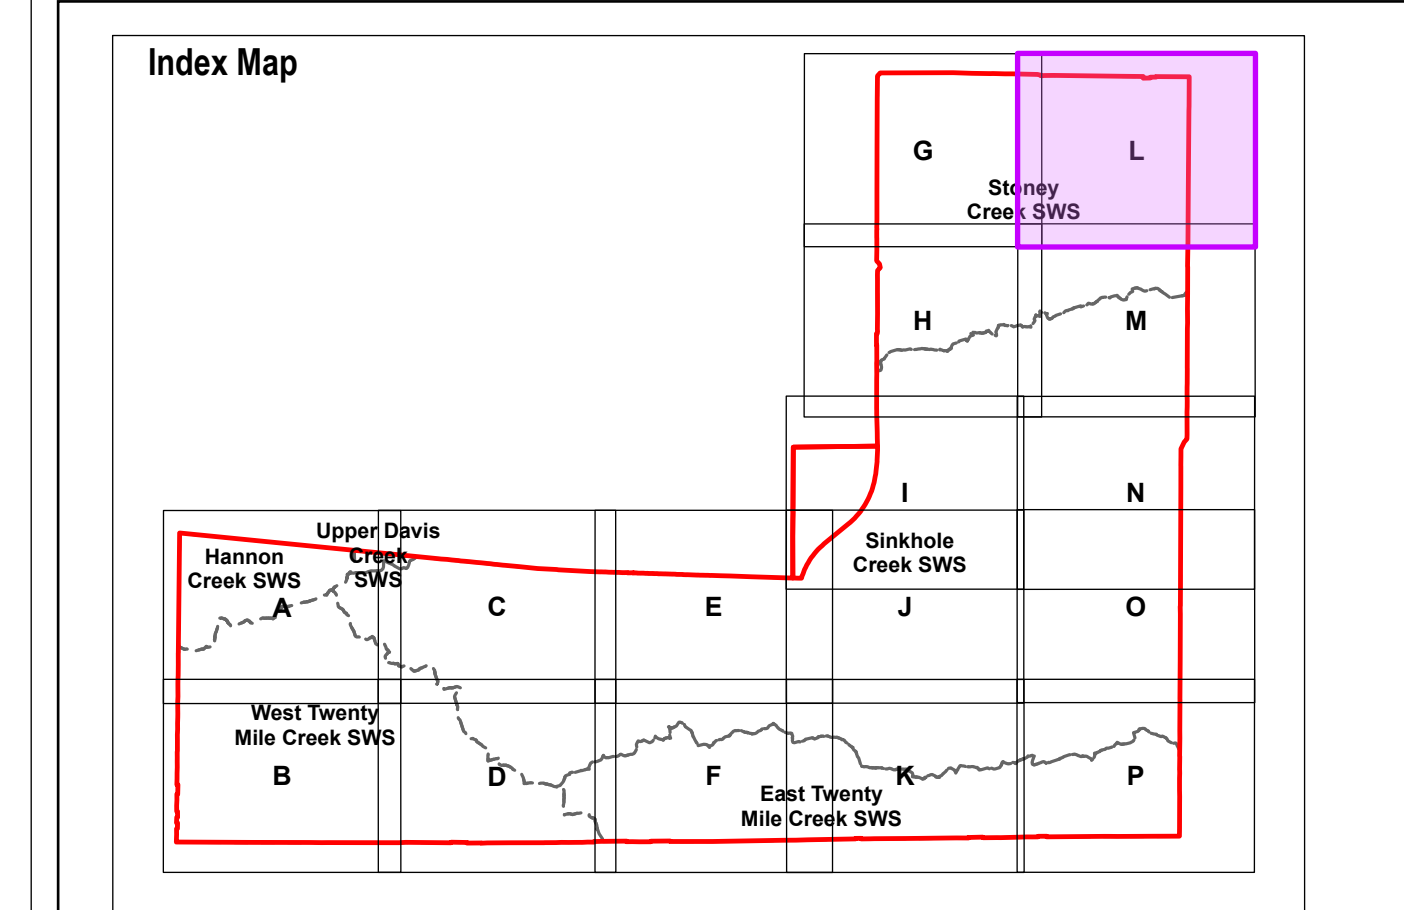 Index Map
G
L
Stoney
Creek SWS
H
M
I
N
Upper Davis
Creek
SWS
Hannon
Creek SWS
Sinkhole
Creek SWS
A
C
E
J
O
West Twenty
Mile Creek SWS
B
D
F
K
P
East Twenty
Mile Creek SWS